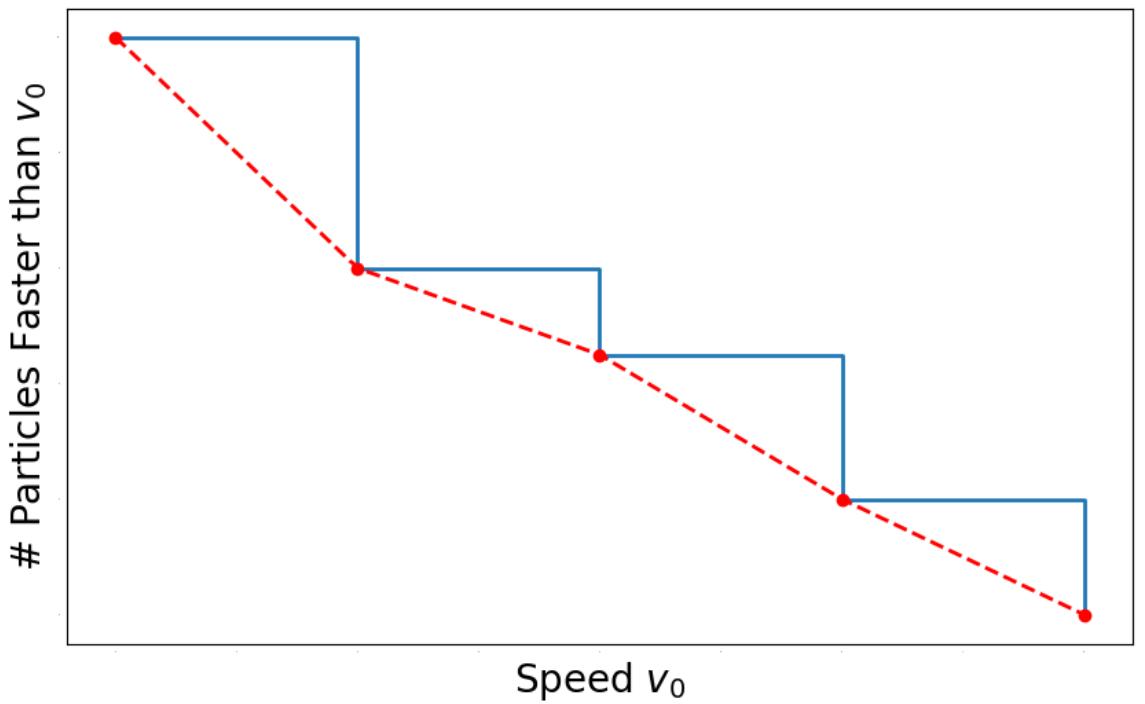 # Particles Faster than v₀
Speed v₀